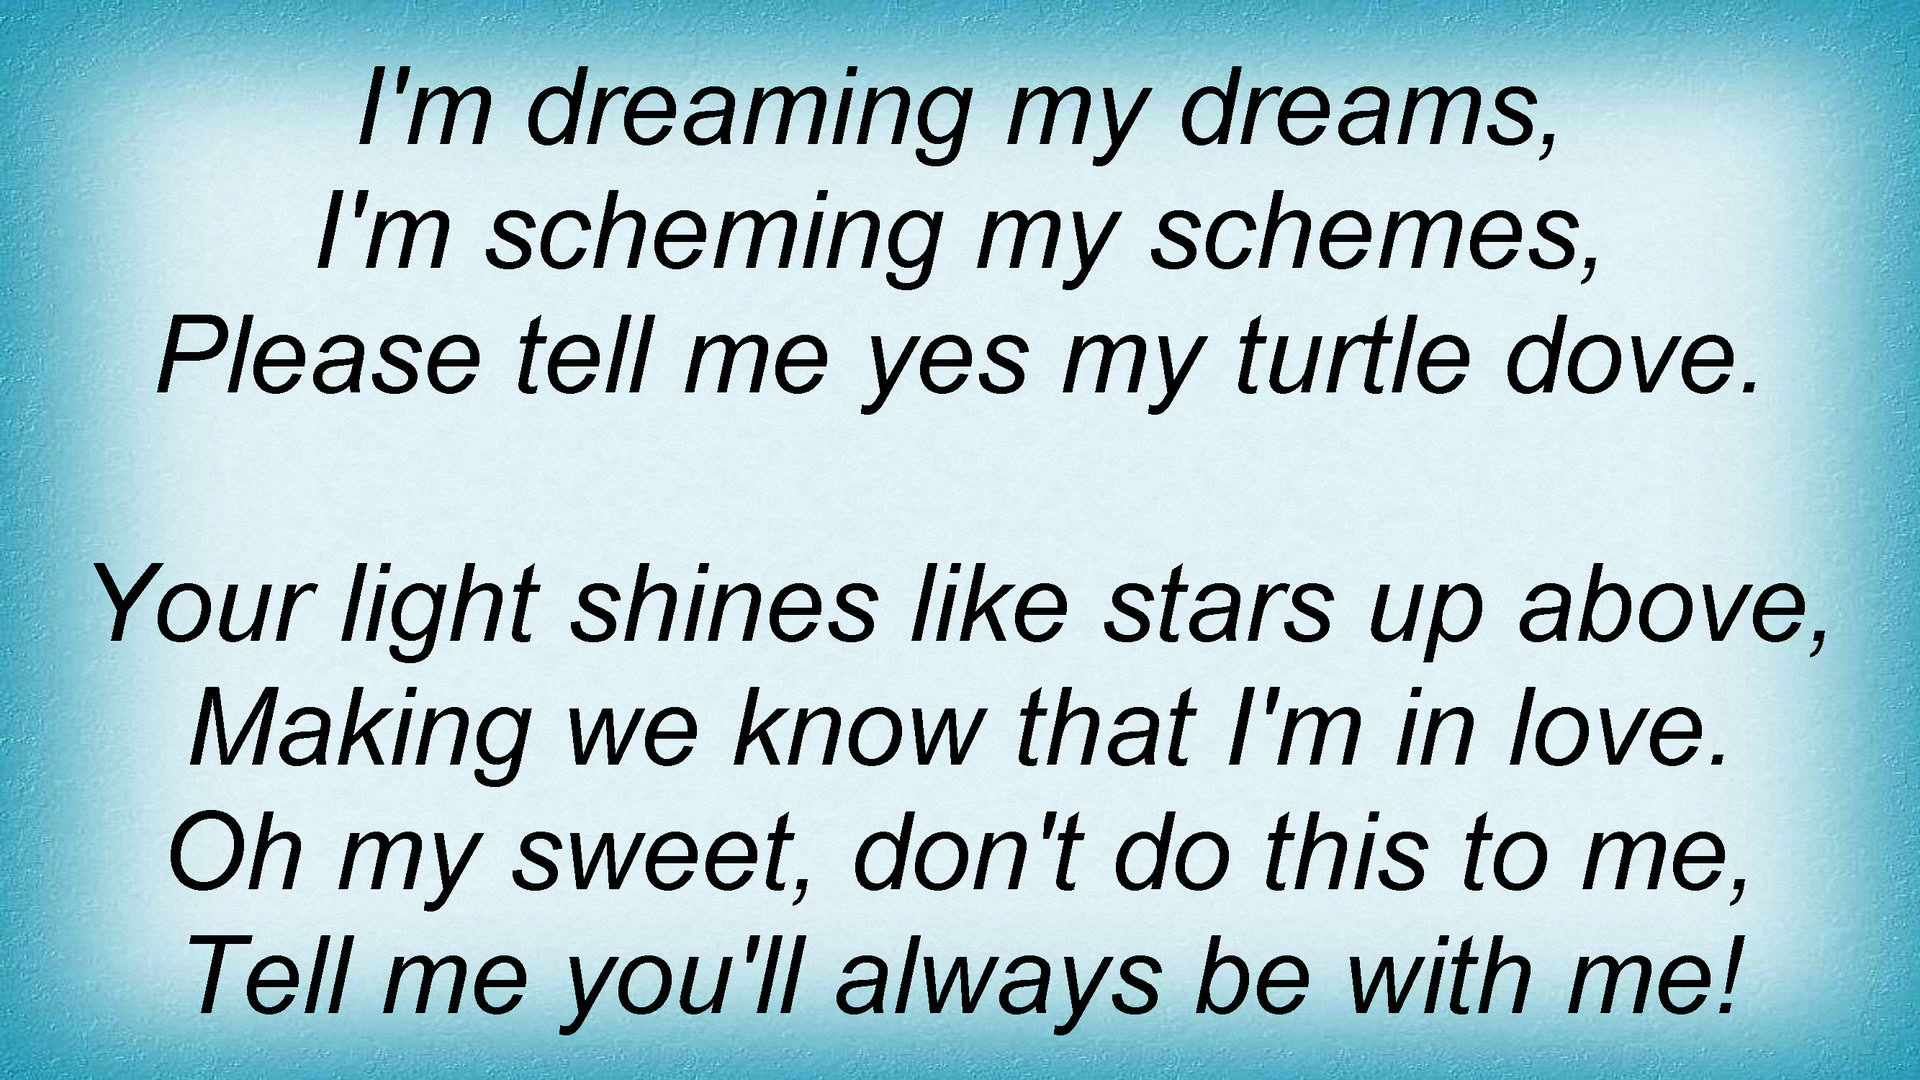 I'm dreaming my dreams,
I'm scheming my schemes,
Please tell me yes my turtle dove.
Your light shines like stars up above,
Making we know that I'm in love.
Oh my sweet, don't do this to me,
Tell me you'll always be with me!